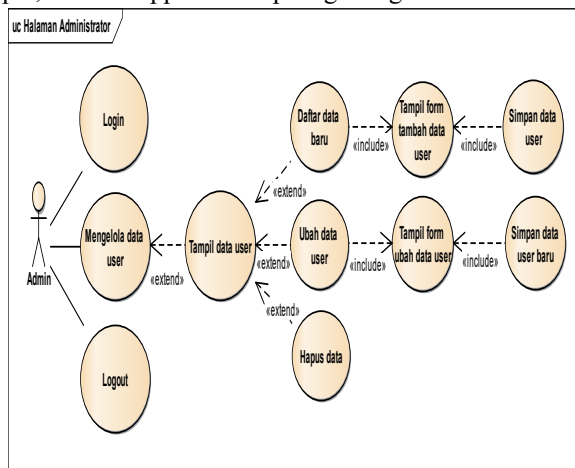 uc Halaman Administrator
Login
Daftar data
baru
Tampil form
tambah data
user
Simpan data
user
«include»
«include»
«extend»
Admin
Mengelola data
user
Tampil data user
Ubah data
user
Tampil form
ubah data user
Simpan data
user baru
«extend»
«extend»
«include»
«include»
«extend»
Hapus data
Logout